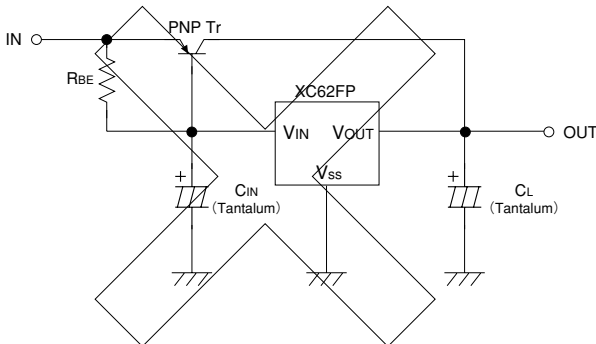 PNP Tr
IN
RBE
XC62FP
VIN
VOUT
OUT
VSS
+
CIN
(Tantalum)
+
CL
(Tantalum)